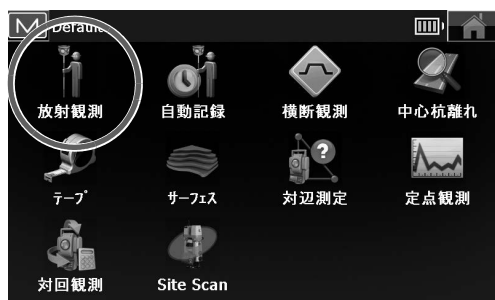 M Default
放射観測 自動記録 横断観測 中心杭離れ
テープ サーフェス 対辺測定 定点観測
対回観測 Site Scan